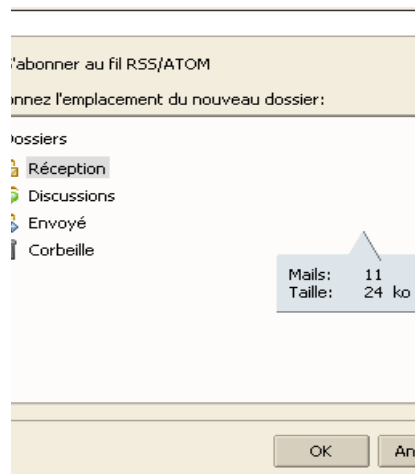 S'abonner au fil RSS/ATOM
onnez l'emplacement du nouveau dossier:
Dossiers
Réception
Discussions
Envoyé
Corbeille
Mails: 11
Taille: 24 ko
OK
An